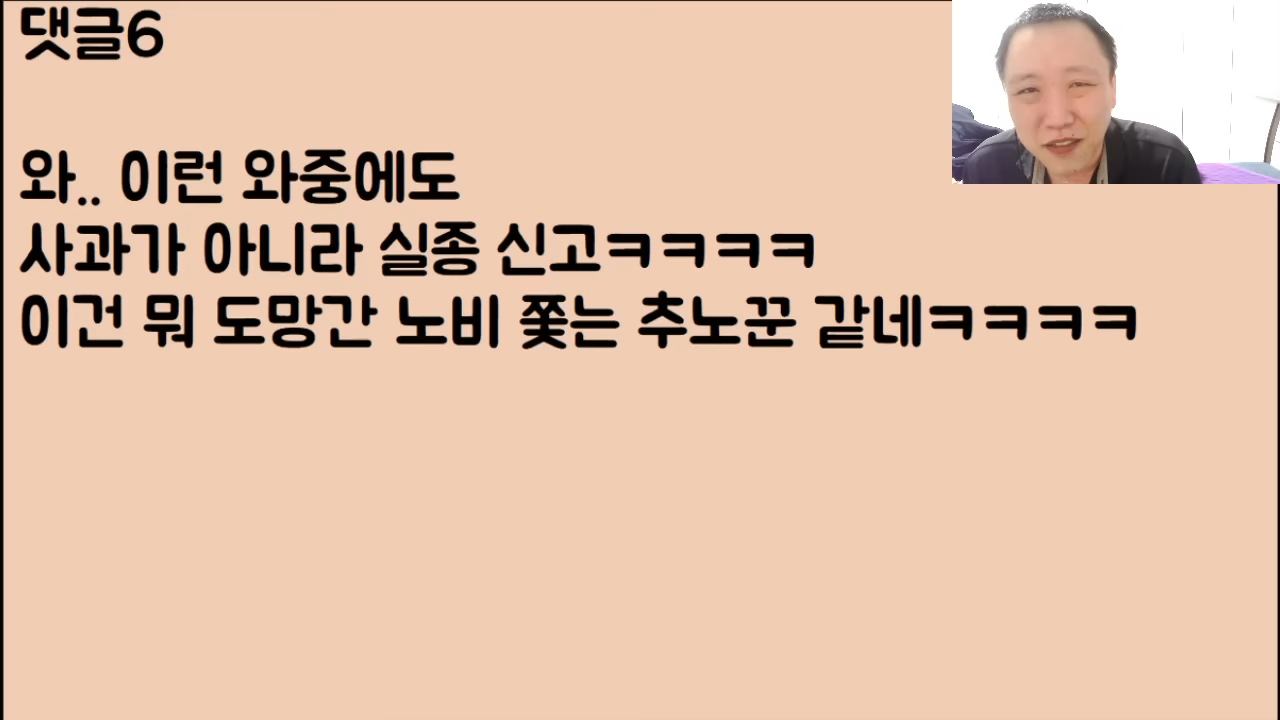 댓글6
와.. 이런 와중에도
사과가 아니라 실종 신고ㅋㅋㅋㅋ
이건 뭐 도망간 노비 쫓는 추노꾼 같네ㅋㅋㅋㅋ